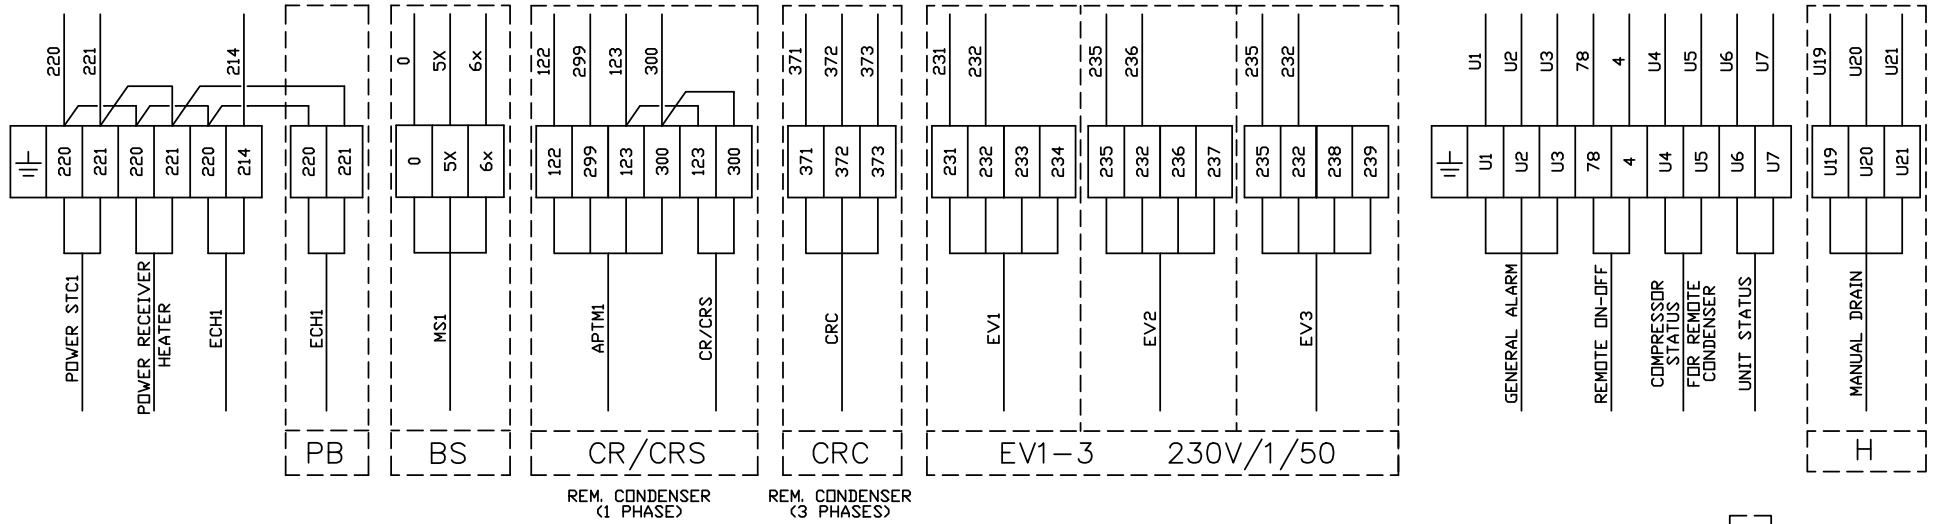 220
221
214
0
5X
6x
122
299
123
300
371
372
373
231
232
235
236
235
232
U1
U2
U3
78
4
U4
U5
U6
U7
U19
U20
U21
220
221
220
221
220
214
220
221
0
5X
6x
122
299
123
300
123
300
371
372
373
231
232
233
234
235
232
236
237
235
232
238
239
U1
U2
U3
78
4
U4
U5
U6
U7
U19
U20
U21
POWER STC1
POWER RECEIVER
HEATER
ECH1
ECH1
MS1
APTM1
CR/CRS
CRC
EV1
EV2
EV3
GENERAL ALARM
REMOTE ON-OFF
COMPRESSOR
STATUS
FOR REMOTE
CONDENSER
UNIT STATUS
MANUAL DRAIN
PB
BS
CR/CRS
CRC
EV1-3
230V/1/50
H
REM. CONDENSER
(1 PHASE)
REM. CONDENSER
(3 PHASES)